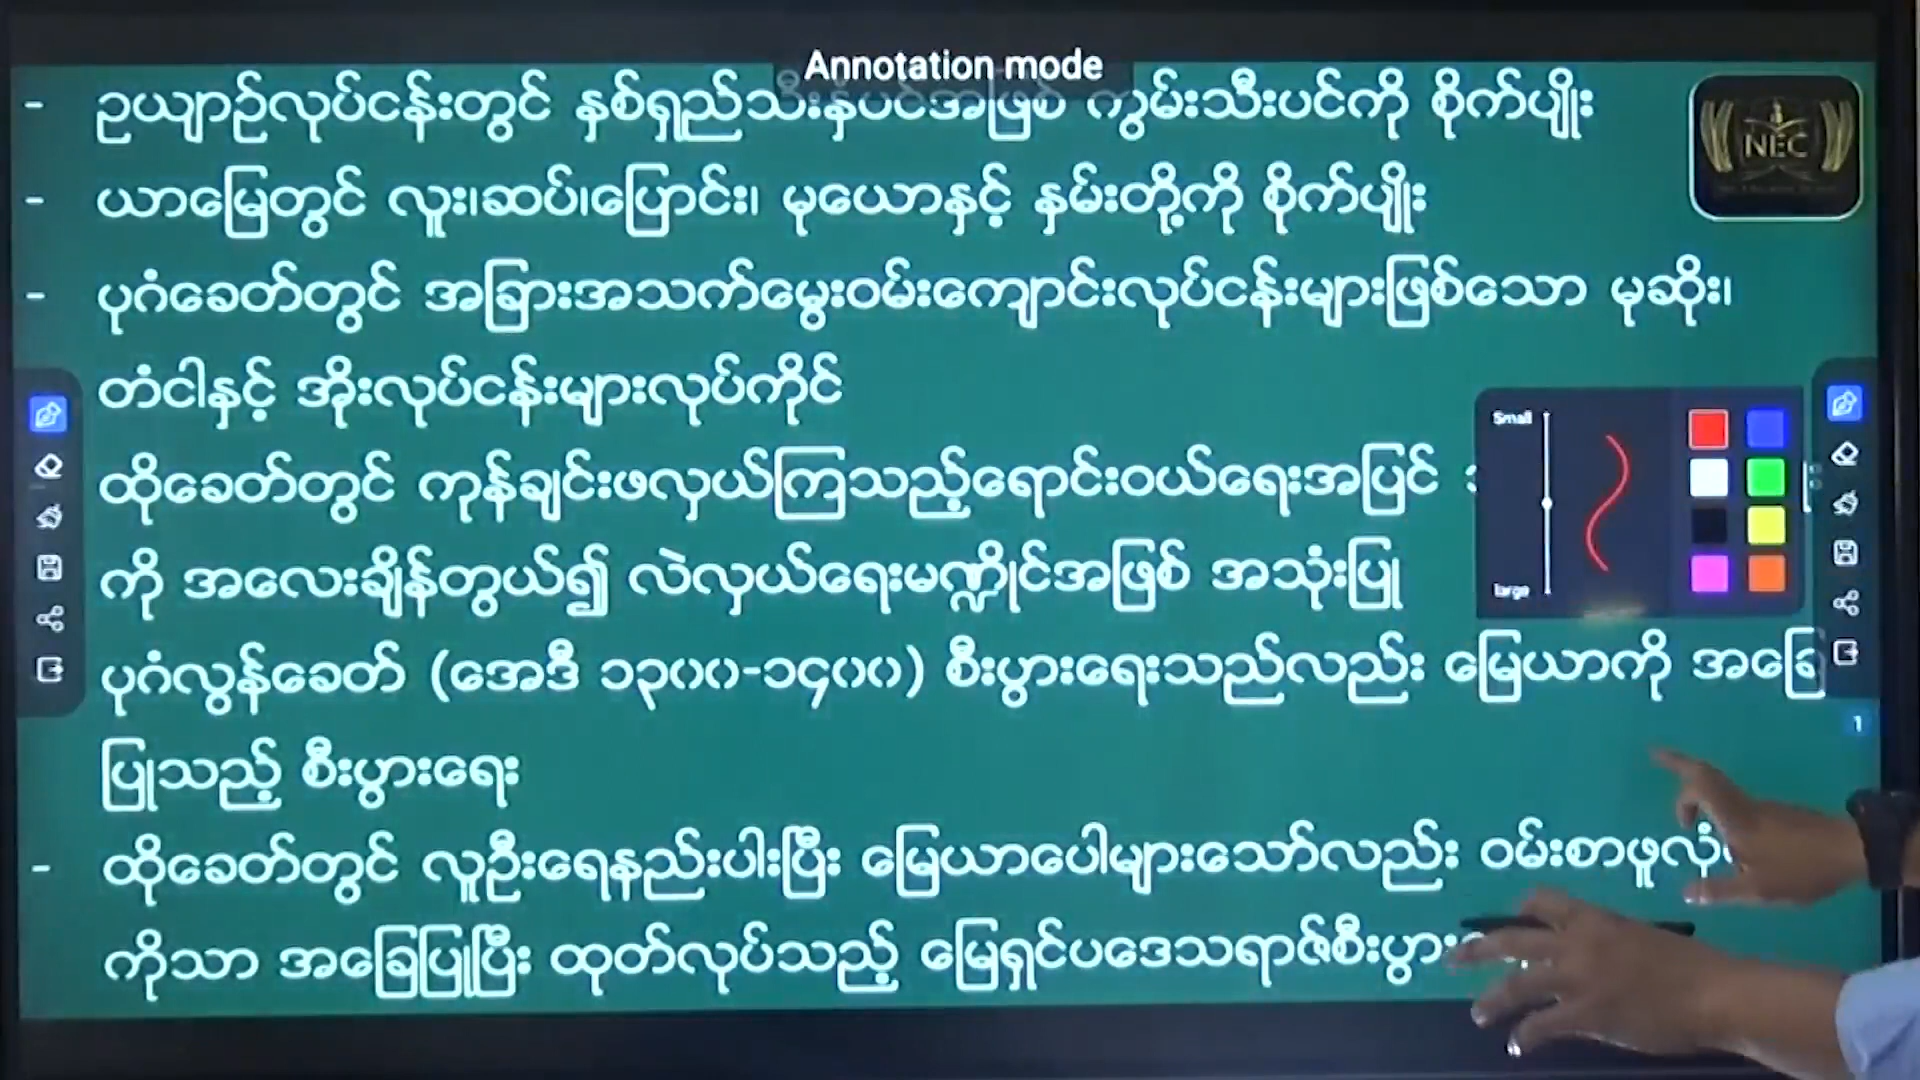 Annotation mode
- ဥယျာဉ်လုပ်ငန်းတွင် နှစ်ရှည်သီးနှံပင်အဖြစ် ကွမ်းသီးပင်ကို စိုက်ပျိုး
NEC
- ယာမြေတွင် လူး၊ဆပ်၊ပြောင်း၊ မုယောနှင့် နှမ်းတို့ကို စိုက်ပျိုး
- ပုဂံခေတ်တွင် အခြားအသက်မွေးဝမ်းကျောင်းလုပ်ငန်းများဖြစ်သော မုဆိုး၊
တံငါနှင့် အိုးလုပ်ငန်းများလုပ်ကိုင်
Small
ထိုခေတ်တွင် ကုန်ချင်းဖလှယ်ကြသည့်ရောင်းဝယ်ရေးအပြင်
ကို အလေးချိန်တွယ်၍ လဲလှယ်ရေးမဏ္ဍိုင်အဖြစ် အသုံးပြု
large
ပုဂံလွန်ခေတ် (အေဒီ ၁၃၀၀-၁၄၀၀) စီးပွားရေးသည်လည်း မြေယာကို အခြေ
1
ပြုသည့် စီးပွားရေး
- ထိုခေတ်တွင် လူဦးရေနည်းပါးပြီး မြေယာပေါများသော်လည်း ဝမ်းစာဖူလုံ
ကိုသာ အခြေပြုပြီး ထုတ်လုပ်သည့် မြေရှင်ပဒေသရာဇ်စီးပွား